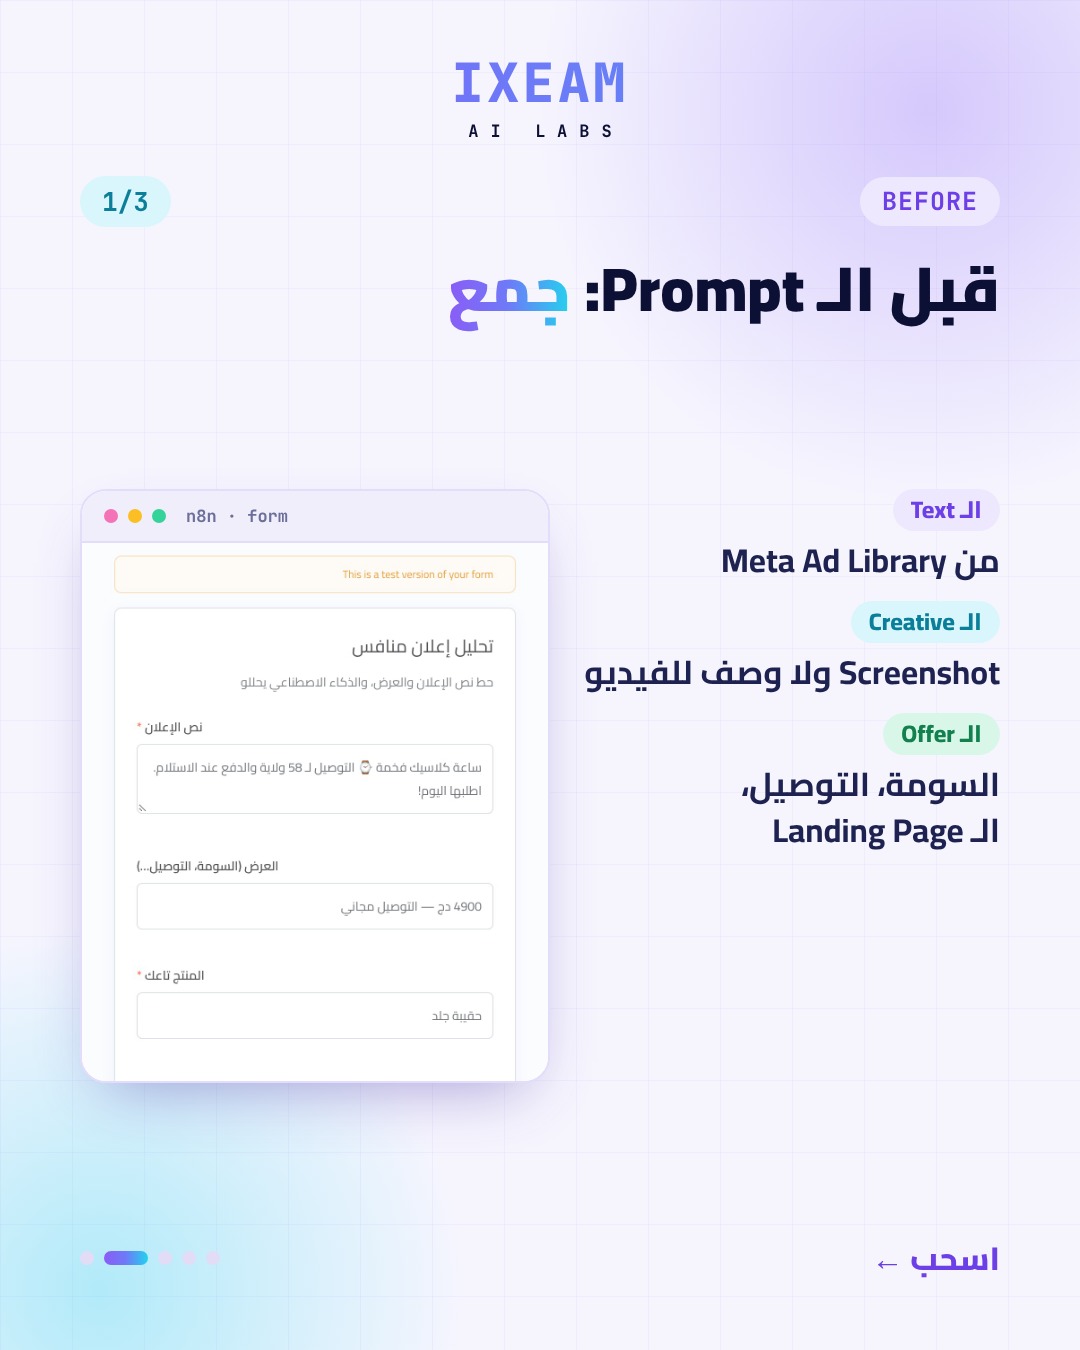 IXEAM
AI LABS
BEFORE
1/3
قبل الـ Prompt: جمع
الـ Text
من Meta Ad Library
الـ Creative
Screenshot ولا وصف للفيديو
الـ Offer
السومة، التوصيل،
الـ Landing Page
n8n · form
This is a test version of your form
تحليل إعلان منافس
حط نص الإعلان والعرض، والذكاء الاصطناعي يحللو
نص الإعلان *
ساعة كلاسيك فخمة ⌚ التوصيل لـ 58 ولاية والدفع عند الاستلام.
اطلبها اليوم!
العرض (السومة، التوصيل...)
4900 دج — التوصيل مجاني
المنتج تاعك *
حقيبة جلد
اسحب ←